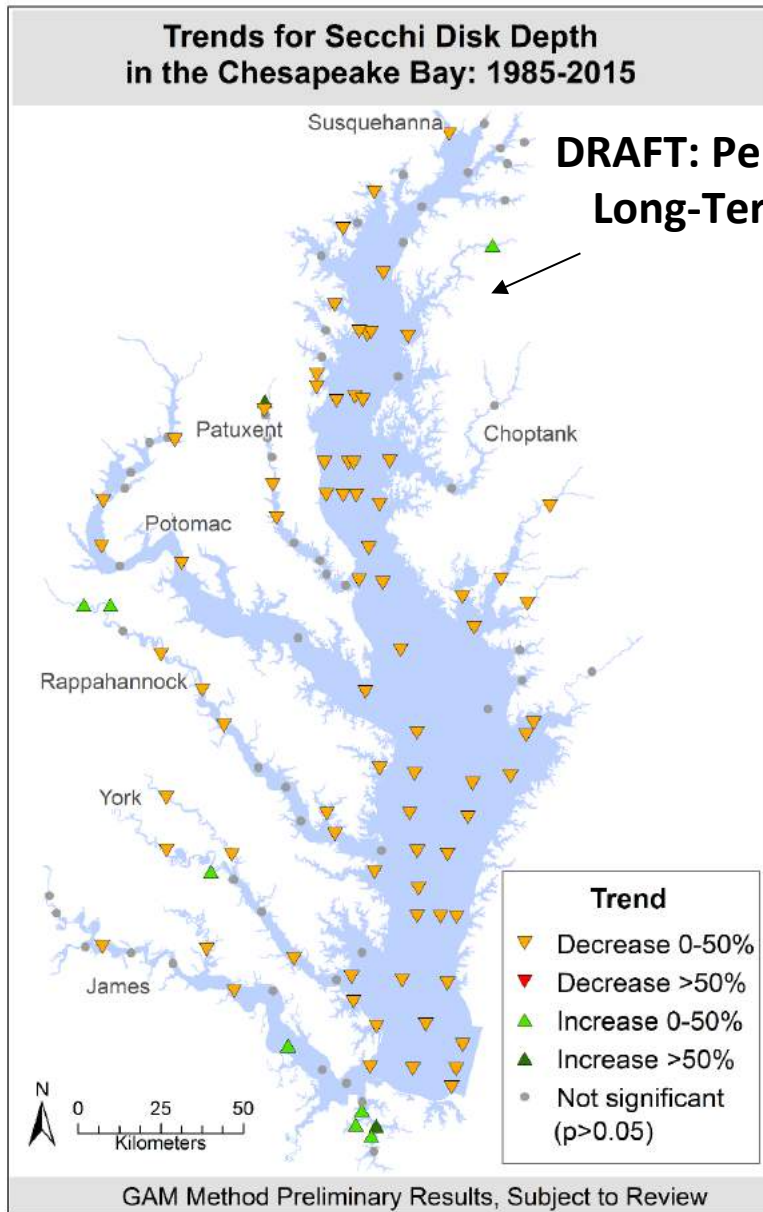 Trends for Secchi Disk Depth
in the Chesapeake Bay: 1985-2015
Susquehanna
DRAFT: Pe
Long-Ter
Patuxent
Choptank
Potomac
Rappahannock
York
James
Trend
Decrease 0-50%
Decrease >50%
Increase 0-50%
Increase >50%
Not significant
(p>0.05)
N
0 25 50
Kilometers
GAM Method Preliminary Results, Subject to Review